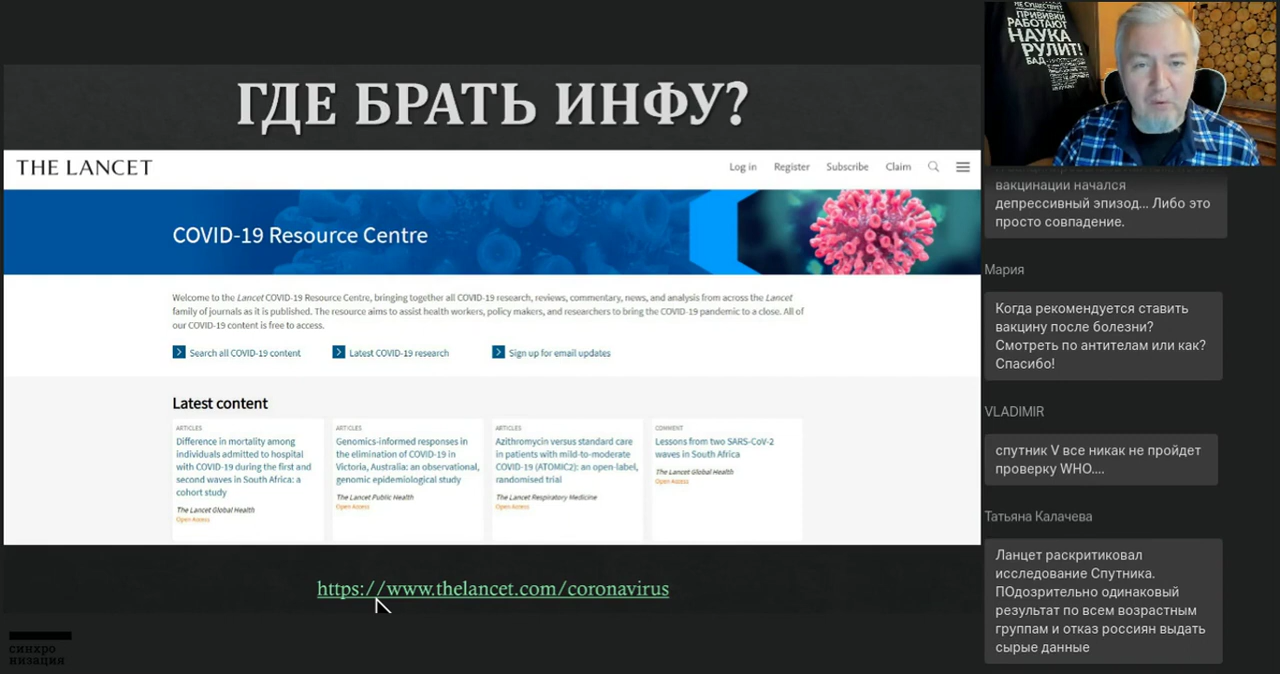 ГДЕ БРАТЬ ИНФУ?
THE LANCET
Log in
Register
Subscribe
Claim
COVID-19 Resource Centre
Welcome to the Lancet COVID-19 Resource Centre, bringing together all COVID-19 research, reviews, commentary, news, and analysis from across the Lancet
family of journals as it is published. The resource aims to assist health workers, policy makers, and researchers to bring the COVID-19 pandemic to a close. All of
our COVID-19 content is free to access.
Search all COVID-19 content
Latest COVID-19 research
Sign up for email updates
Latest content
ARTICLES
Difference in mortality among
individuals admitted to hospital
with COVID-19 during the first and
second waves in South Africa: a
cohort study
The Lancet Global Health
Open Access
ARTICLES
Genomics-informed responses in
the elimination of COVID-19 in
Victoria, Australia: an observational,
genomic epidemiological study
The Lancet Public Health
Open Access
ARTICLES
Azithromycin versus standard care
in patients with mild-to-moderate
COVID-19 (ATOMIC2): an open-label,
randomised trial
The Lancet Respiratory Medicine
Open Access
COMMENT
Lessons from two SARS-CoV-2
waves in South Africa
The Lancet Global Health
Open Access
https://www.thelancet.com/coronavirus
синхро
низация
НЕ СУЩЕСТВУЕТ
ПРИВИВКИ
РАБОТАЮТ
НАУКА
РУЛИТ!
БАД
вакцинации начался
депрессивный эпизод... Либо это
просто совпадение.
Мария
Когда рекомендуется ставить
вакцину после болезни?
Смотреть по антителам или как?
Спасибо!
VLADIMIR
спутник V все никак не пройдет
проверку WHO....
Татьяна Калачева
Ланцет раскритиковал
исследование Спутника.
ПОдозрительно одинаковый
результат по всем возрастным
группам и отказ россиян выдать
сырые данные